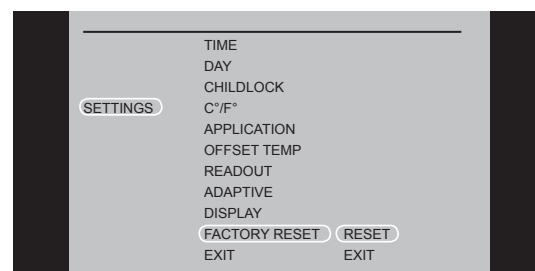 TIME
DAY
CHILDLOCK
SETTINGS C°/F°
APPLICATION
OFFSET TEMP
READOUT
ADAPTIVE
DISPLAY
FACTORY RESET RESET
EXIT EXIT